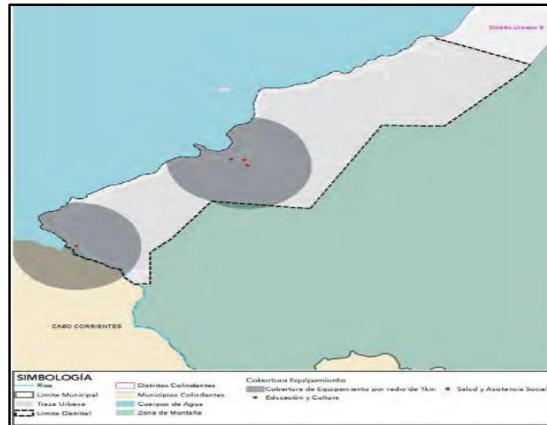 Distrito Urbano 8
CABO CORRIENTES
SIMBOLOGÍA
Ríos
Límite Municipal
Traza Urbana
Límite Distrital
Distritos Colindantes
Municipios Colindantes
Cuerpo de Agua
Zona de Montaña
Cobertura Equipamiento
Cobertura de Equipamiento por radio de 1km
Educación y Cultura
Salud y Asistencia Social